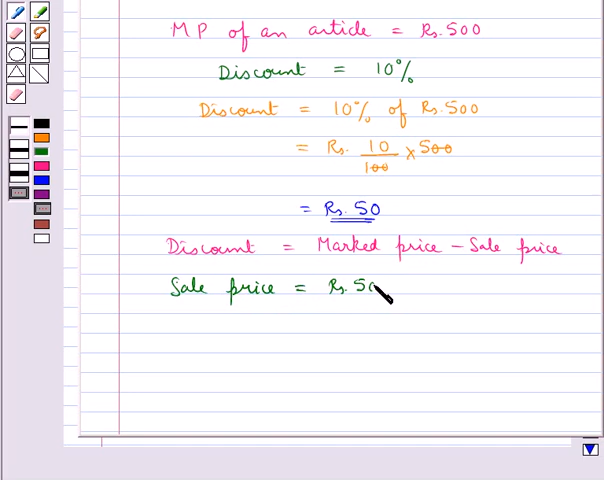 MP of an article = Rs. 500
Discount = 10%
Discount = 10% of Rs. 500
= Rs. 10/100 × 500
= Rs. 50
Discount = Marked price - Sale price
Sale price = Rs. 50